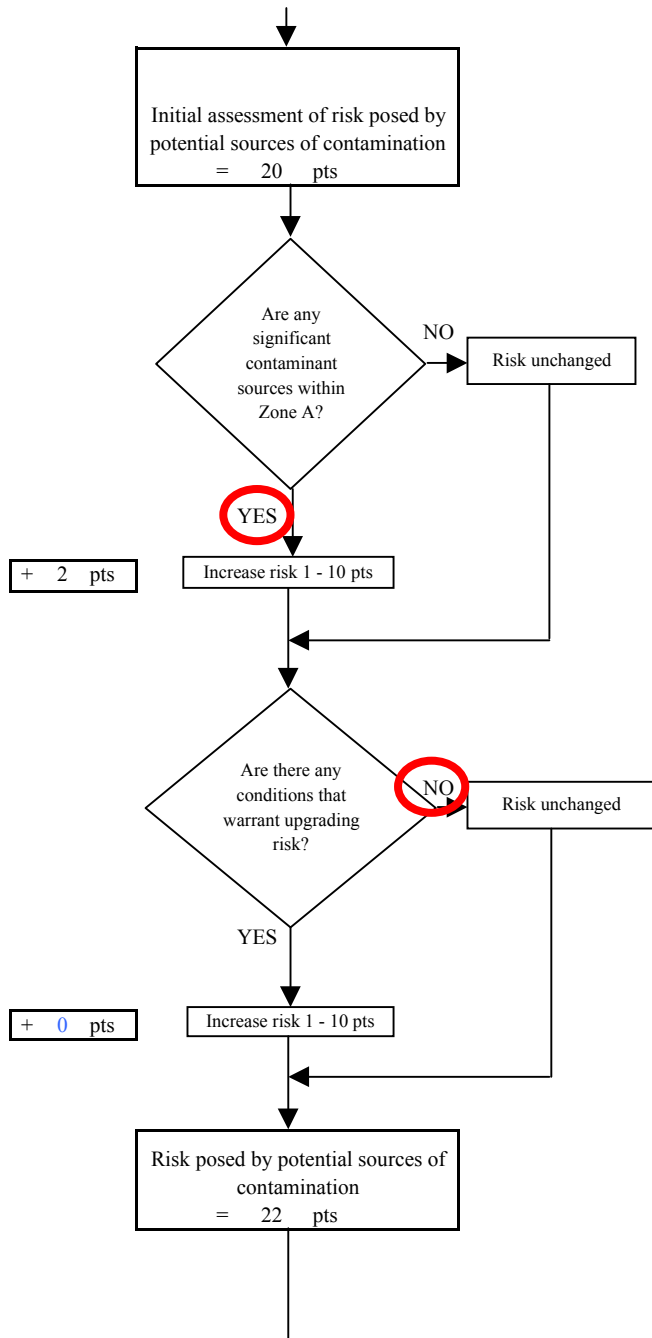 Initial assessment of risk posed by
potential sources of contamination
= 20 pts
Are any
significant
contaminant
sources within
Zone A?
NO
Risk unchanged
YES
+ 2 pts
Increase risk 1 - 10 pts
Are there any
conditions that
warrant upgrading
risk?
NO
Risk unchanged
YES
+ 0 pts
Increase risk 1 - 10 pts
Risk posed by potential sources of
contamination
= 22 pts